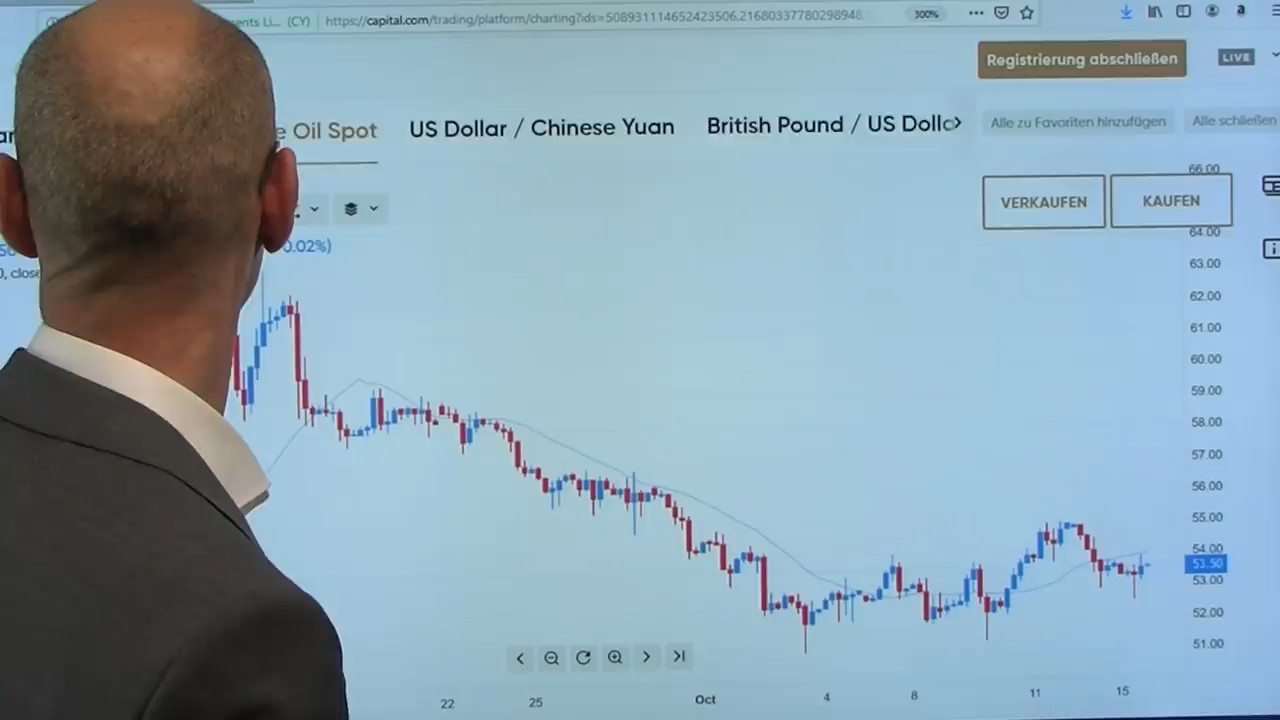 (CY) https://capital.com/trading/platform/charting?ids=508931114652423506.21680337780298948 300%
Registrierung abschließen LIVE
Oil Spot US Dollar / Chinese Yuan British Pound / US Dolla Alle zu Favoriten hinzufügen Alle schließen
VERKAUFEN KAUFEN
0.02%)
close
66.00
64.00
63.00
62.00
61.00
60.00
59.00
58.00
57.00
56.00
55.00
54.00
53.50
53.00
52.00
51.00
22 25 Oct 4 8 11 15